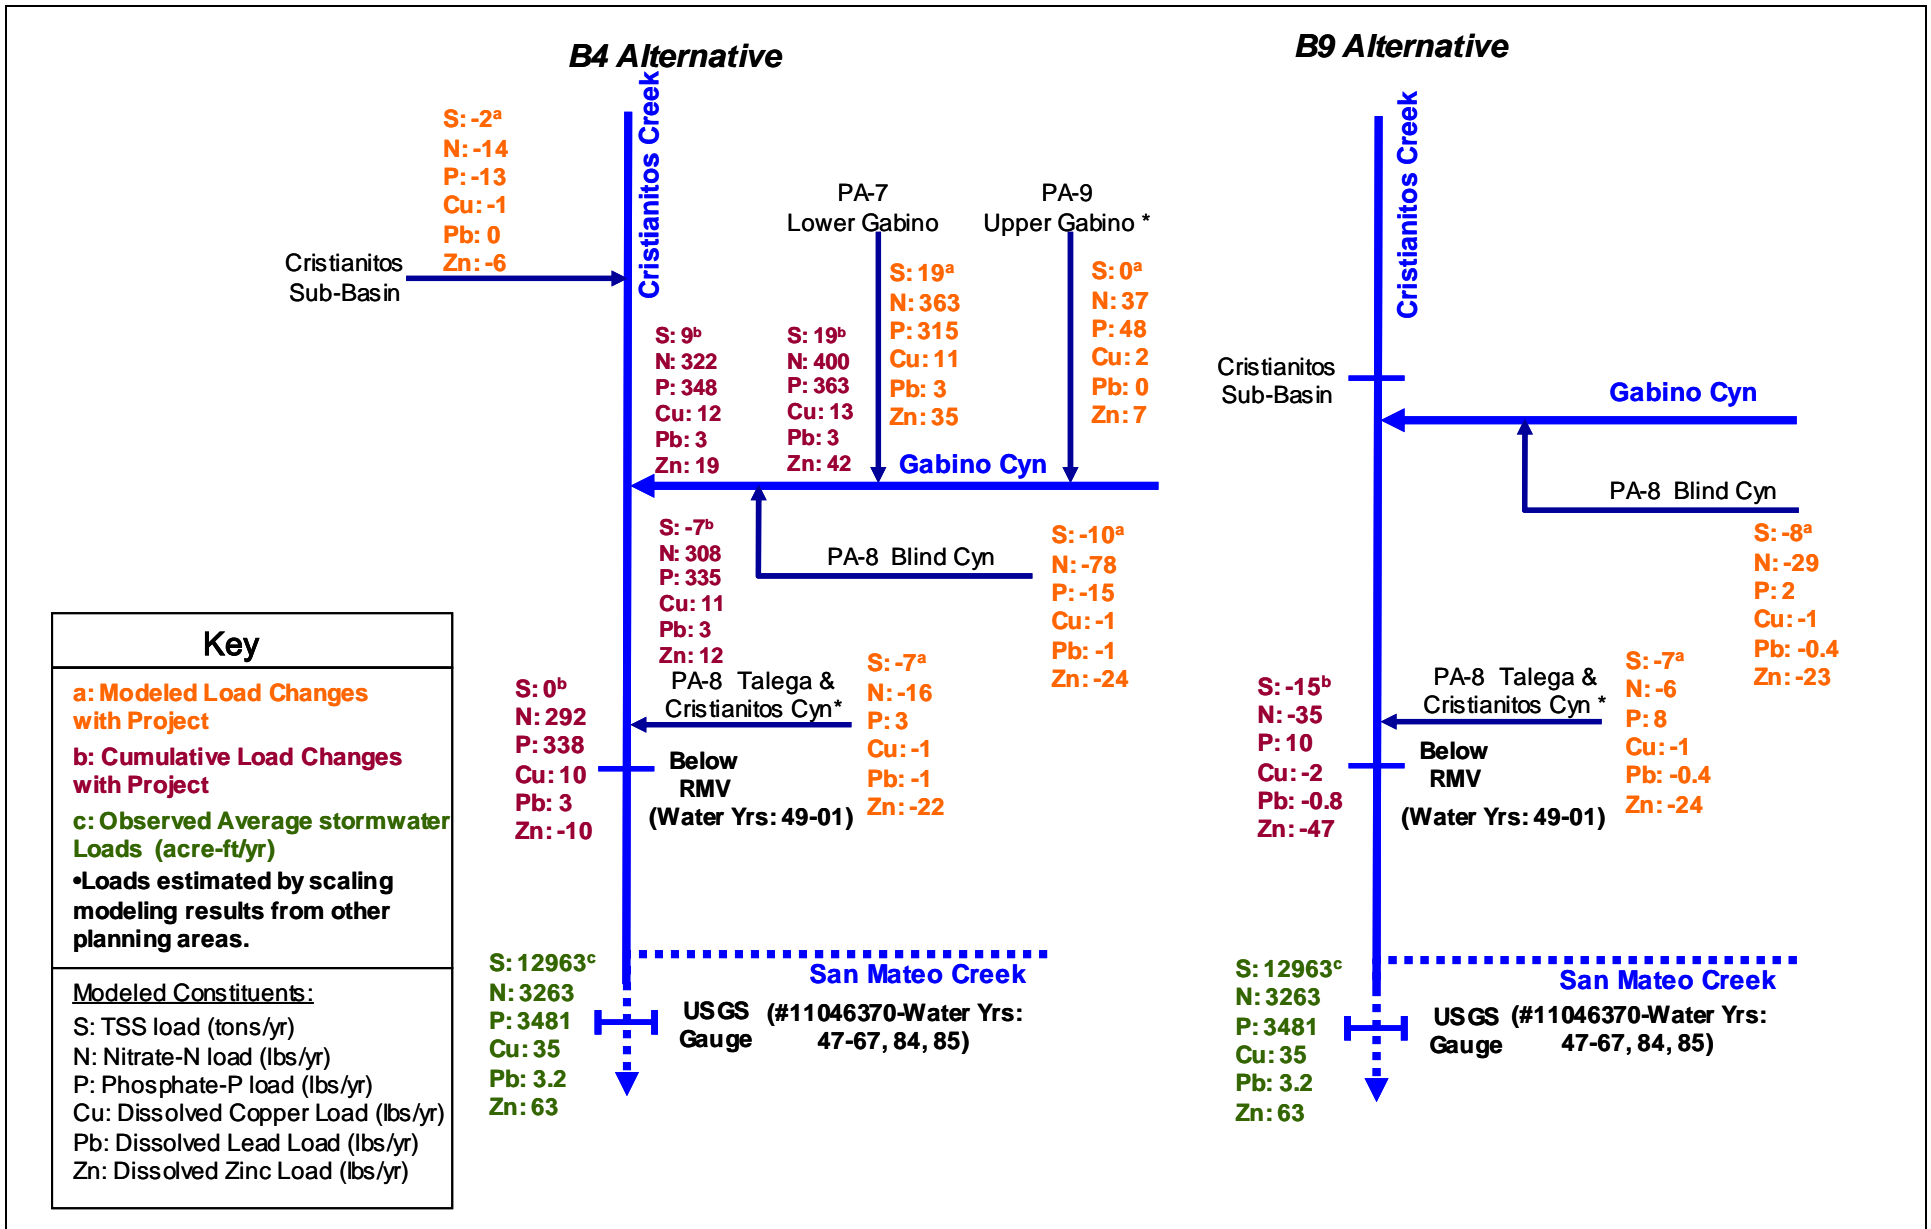 B4 Alternative
S: -2ᵃ
N: -14
P: -13
Cu: -1
Pb: 0
Zn: -6
Cristianitos
Sub-Basin
Cristianitos Creek
PA-7
Lower Gabino
PA-9
Upper Gabino *
S: 19ᵃ
N: 363
P: 315
Cu: 11
Pb: 3
Zn: 35
S: 0ᵃ
N: 37
P: 48
Cu: 2
Pb: 0
Zn: 7
S: 9ᵇ
N: 322
P: 348
Cu: 12
Pb: 3
Zn: 19
S: 19ᵇ
N: 400
P: 363
Cu: 13
Pb: 3
Zn: 42
Gabino Cyn
S: -7ᵇ
N: 308
P: 335
Cu: 11
Pb: 3
Zn: 12
PA-8 Blind Cyn
S: -10ᵃ
N: -78
P: -15
Cu: -1
Pb: -1
Zn: -24
PA-8 Talega &
Cristianitos Cyn*
S: -7ᵃ
N: -16
P: 3
Cu: -1
Pb: -1
Zn: -22
S: 0ᵇ
N: 292
P: 338
Cu: 10
Pb: 3
Zn: -10
Below
RMV
(Water Yrs: 49-01)
San Mateo Creek
S: 12963ᶜ
N: 3263
P: 3481
Cu: 35
Pb: 3.2
Zn: 63
USGS
Gauge
(#11046370-Water Yrs:
47-67, 84, 85)
B9 Alternative
Cristianitos Creek
Cristianitos
Sub-Basin
Gabino Cyn
PA-8 Blind Cyn
S: -8ᵃ
N: -29
P: 2
Cu: -1
Pb: -0.4
Zn: -23
PA-8 Talega &
Cristianitos Cyn *
S: -7ᵃ
N: -6
P: 8
Cu: -1
Pb: -0.4
Zn: -24
S: -15ᵇ
N: -35
P: 10
Cu: -2
Pb: -0.8
Zn: -47
Below
RMV
(Water Yrs: 49-01)
San Mateo Creek
S: 12963ᶜ
N: 3263
P: 3481
Cu: 35
Pb: 3.2
Zn: 63
USGS
Gauge
(#11046370-Water Yrs:
47-67, 84, 85)
Key
a: Modeled Load Changes
with Project
b: Cumulative Load Changes
with Project
c: Observed Average stormwater
Loads (acre-ft/yr)
•Loads estimated by scaling
modeling results from other
planning areas.
Modeled Constituents:
S: TSS load (tons/yr)
N: Nitrate-N load (lbs/yr)
P: Phosphate-P load (lbs/yr)
Cu: Dissolved Copper Load (lbs/yr)
Pb: Dissolved Lead Load (lbs/yr)
Zn: Dissolved Zinc Load (lbs/yr)